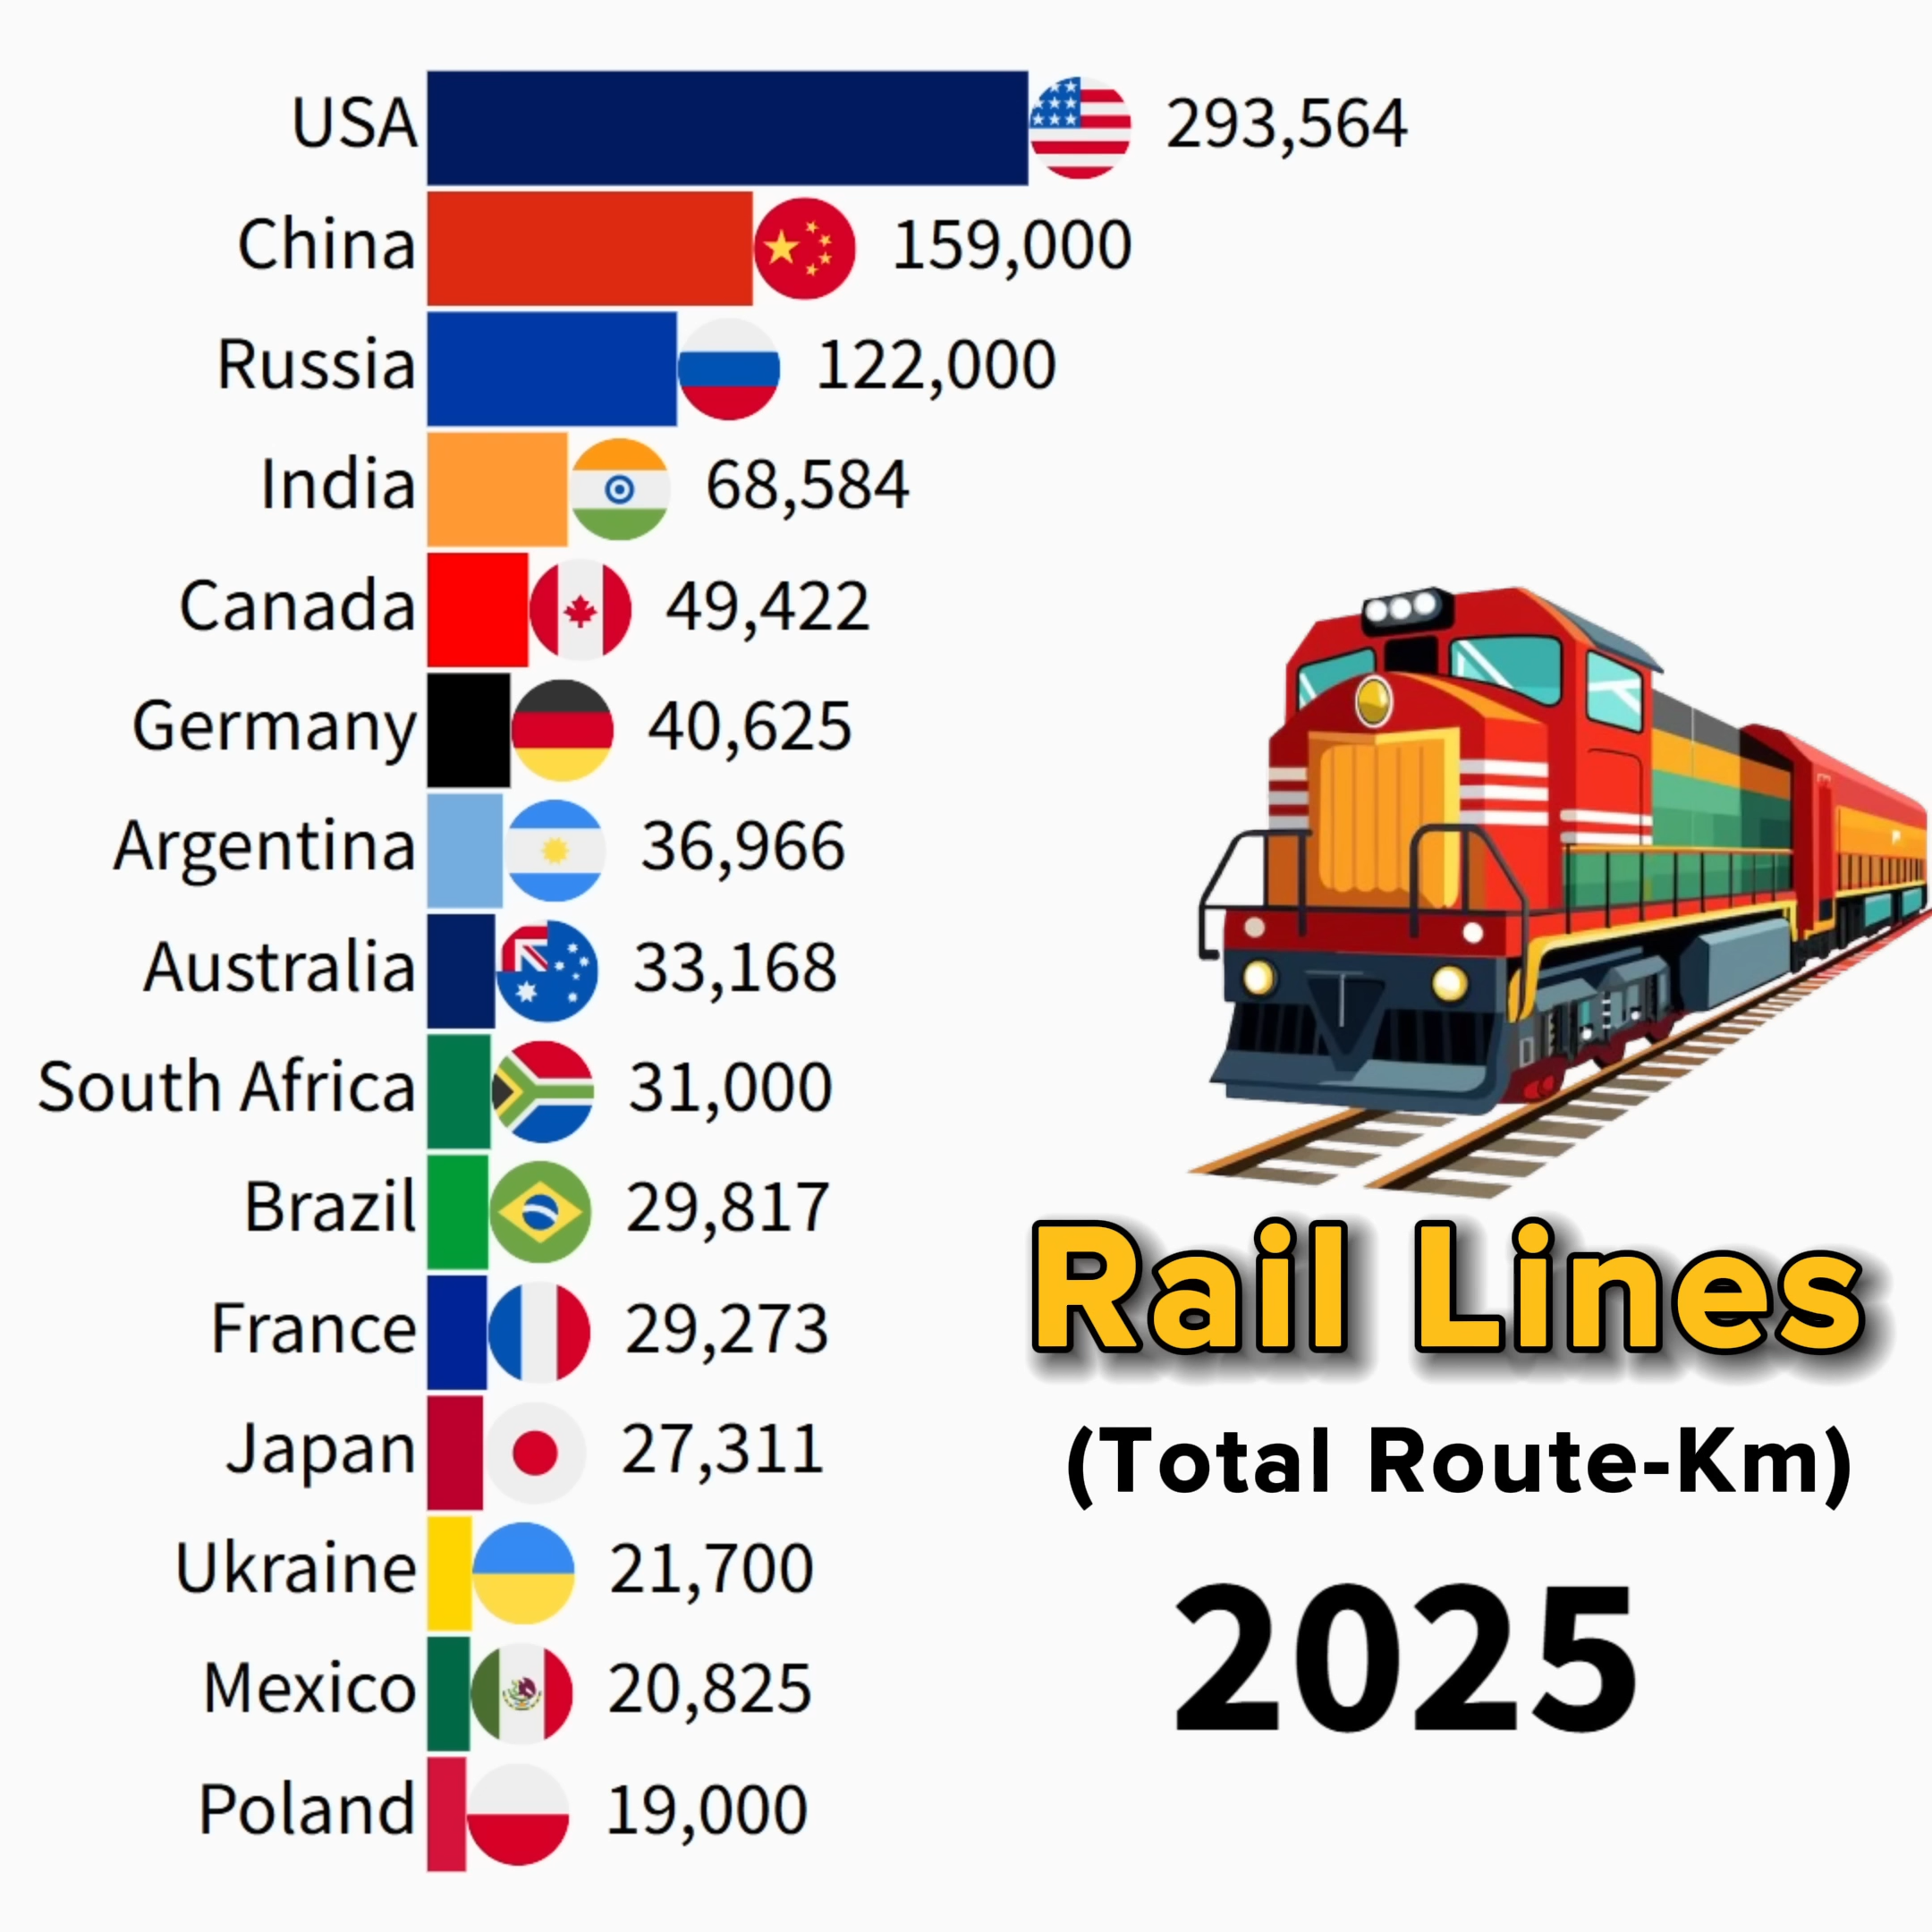 USA 293,564
China 159,000
Russia 122,000
India 68,584
Canada 49,422
Germany 40,625
Argentina 36,966
Australia 33,168
South Africa 31,000
Brazil 29,817
France 29,273
Japan 27,311
Ukraine 21,700
Mexico 20,825
Poland 19,000
Rail Lines
(Total Route-Km)
2025